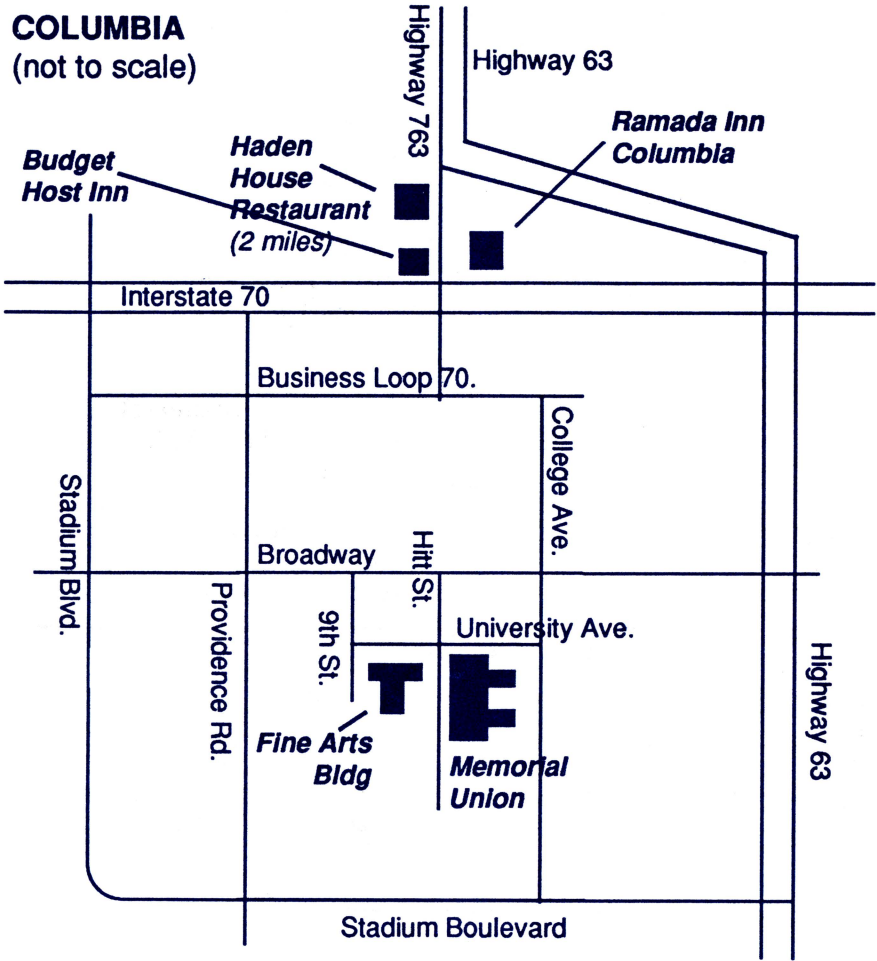 COLUMBIA
(not to scale)
Highway 763
Highway 63
Ramada Inn
Columbia
Haden
House
Restaurant
(2 miles)
Budget
Host Inn
Interstate 70
Business Loop 70.
College Ave.
Stadium Blvd.
Broadway
Hitt St.
9th St.
University Ave.
Providence Rd.
Highway 63
Fine Arts
Bldg
Memorial
Union
Stadium Boulevard